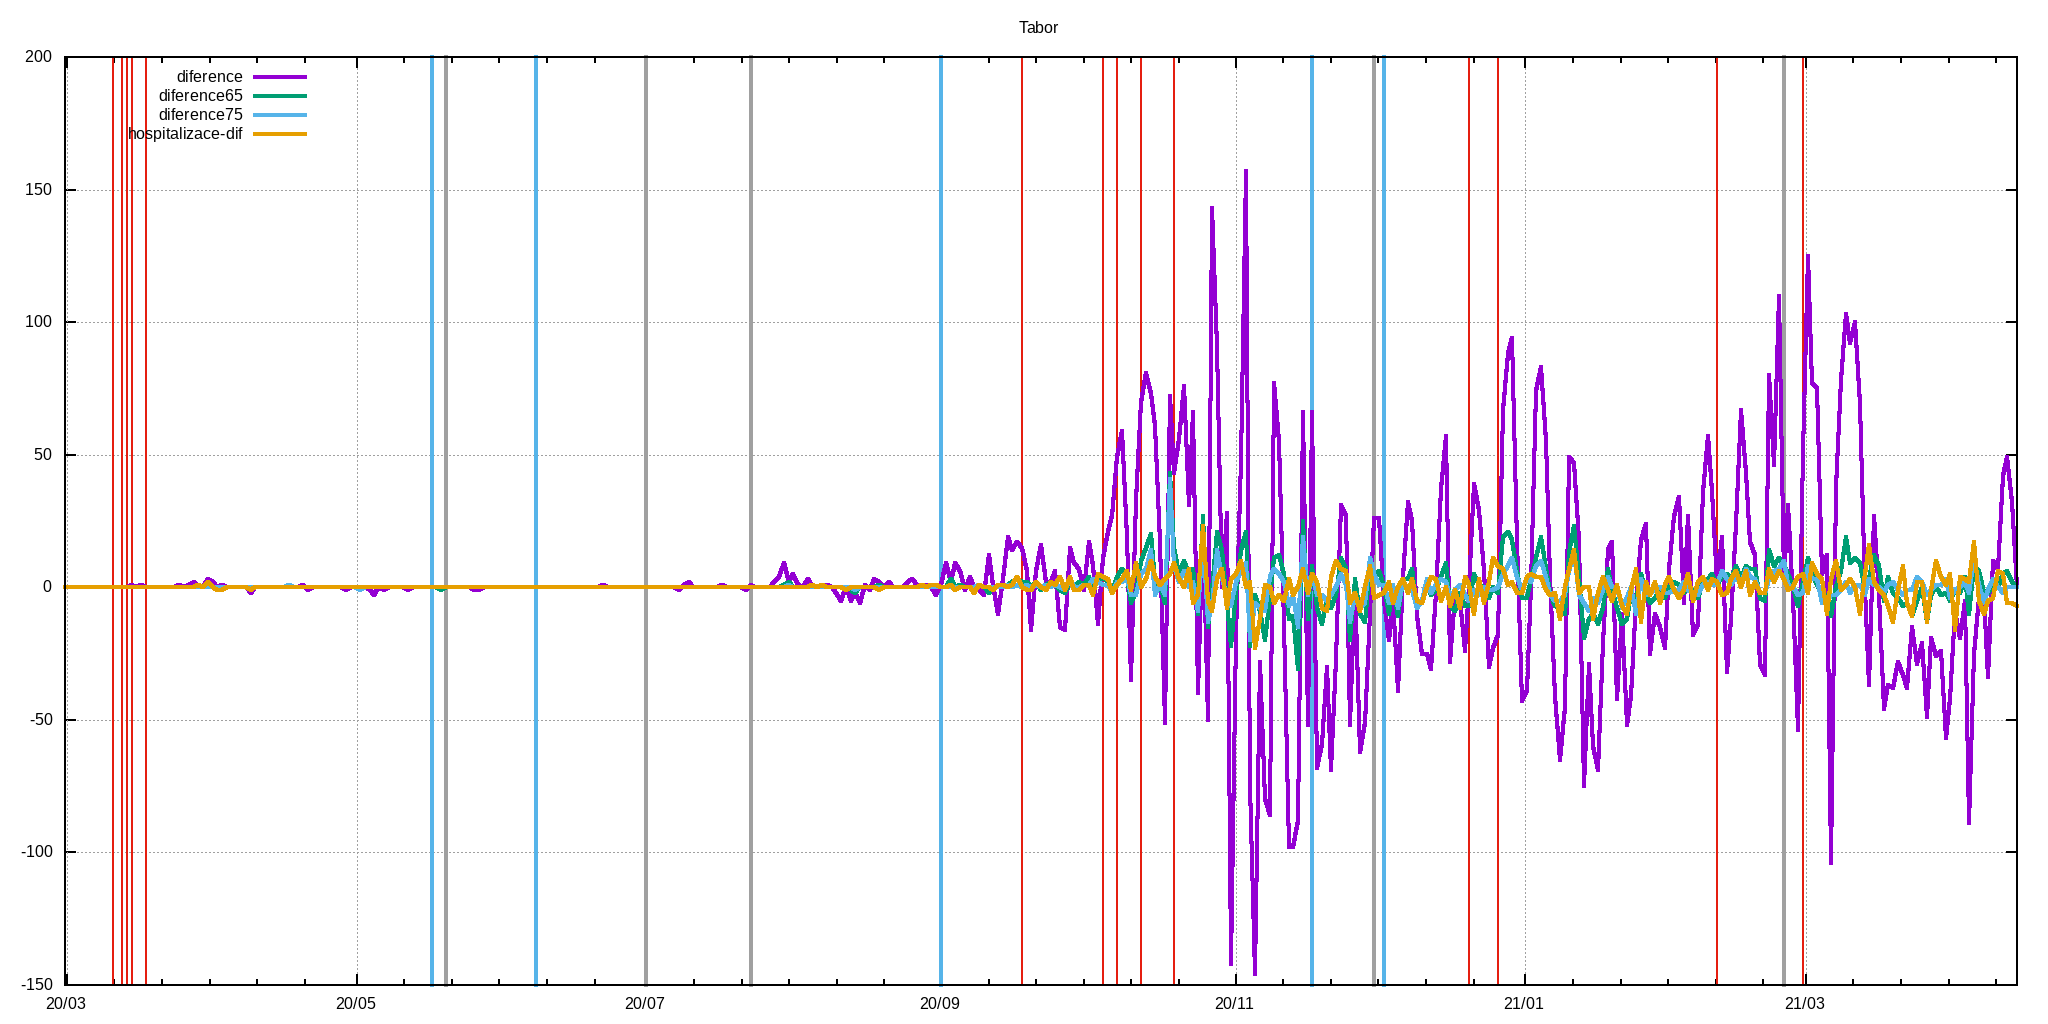 Tabor
200
150
100
50
0
-50
-100
-150
diference
diference65
diference75
hospitalizace-dif
20/03 20/05 20/07 20/09 20/11 21/01 21/03